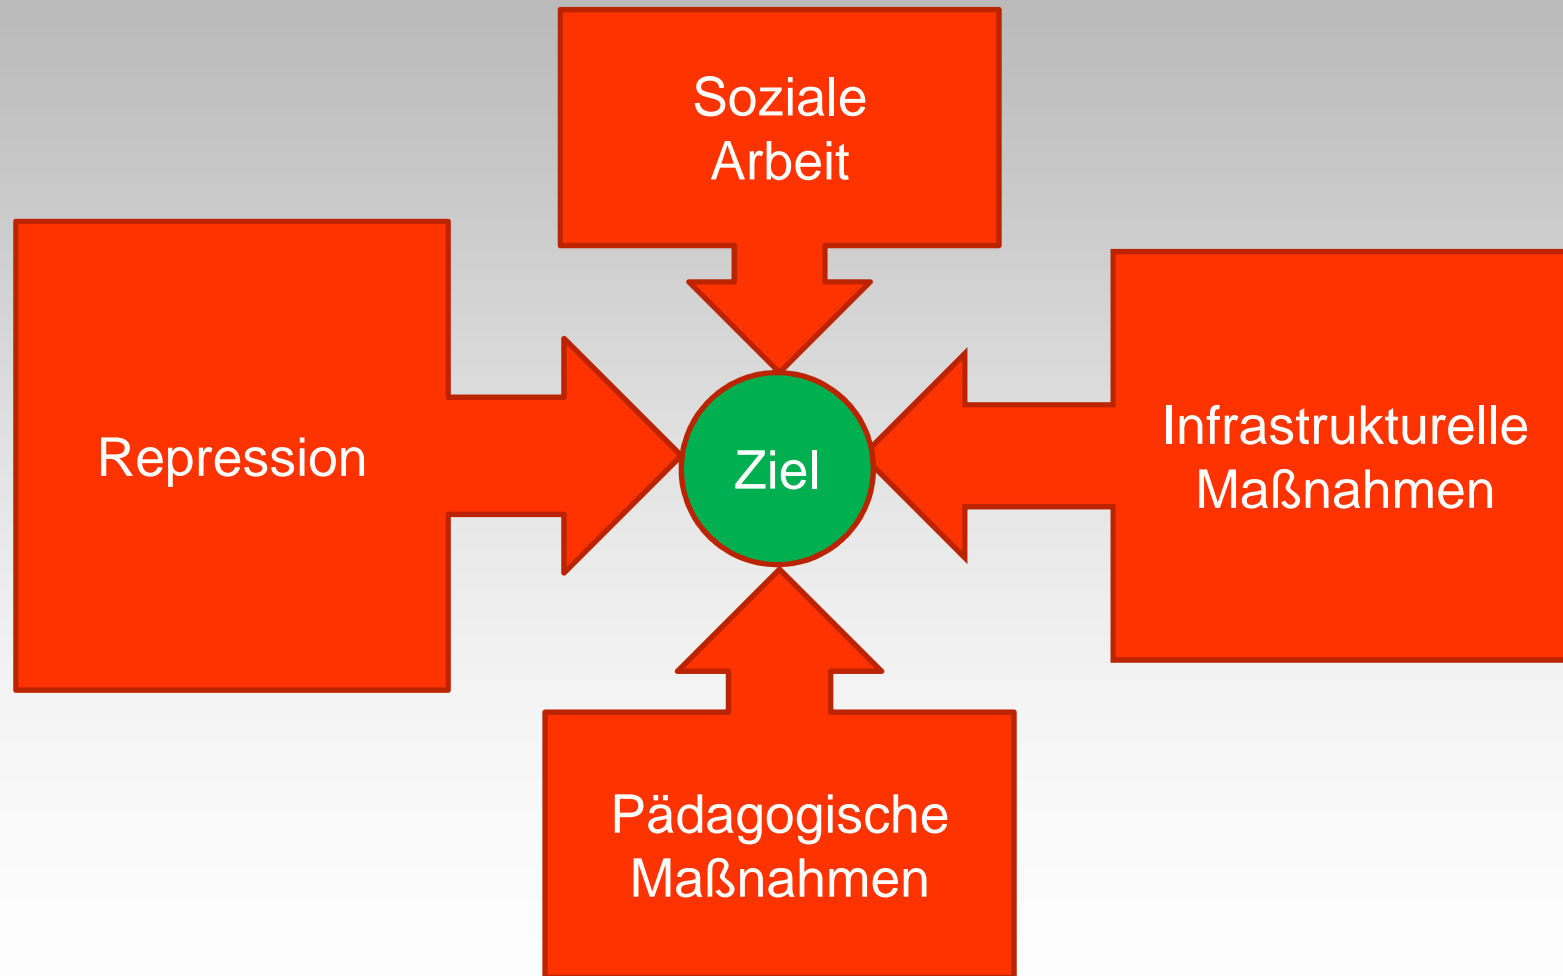 Soziale
Arbeit
Repression
Ziel
Infrastrukturelle
Maßnahmen
Pädagogische
Maßnahmen